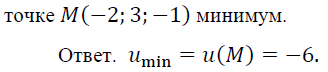 точке M(−2; 3; −1) минимум.
Ответ. u_min = u(M) = −6.